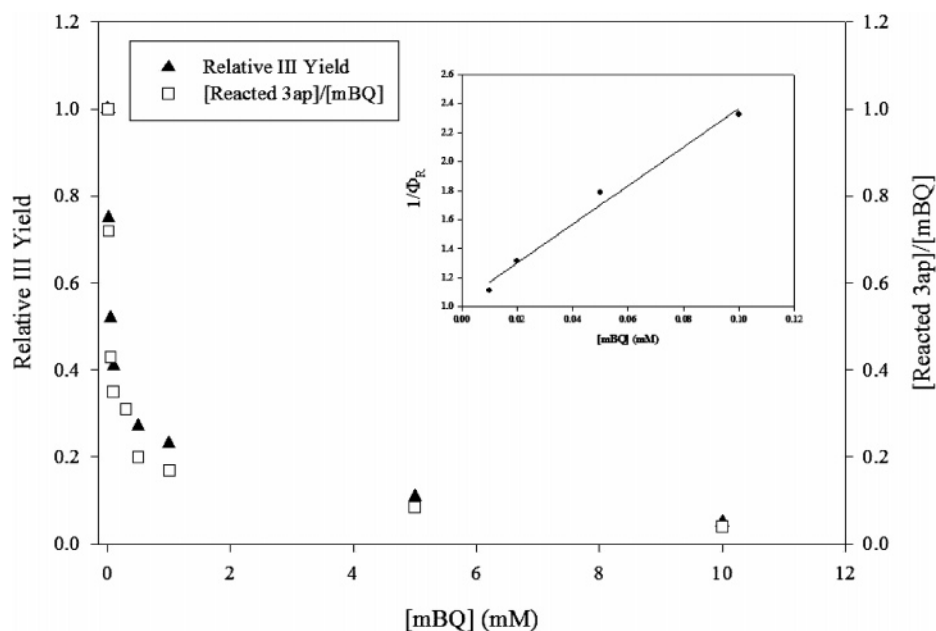 1.2
1.0
0.8
0.6
0.4
0.2
0.0
Relative III Yield
0 2 4 6 8 10 12
[mBQ] (mM)
1.2
1.0
0.8
0.6
0.4
0.2
0.0
[Reacted 3ap]/[mBQ]
Relative III Yield
[Reacted 3ap]/[mBQ]
2.6
2.4
2.2
2.0
1.8
1.6
1.4
1.2
1.0
1/Φ_R
0.00 0.02 0.04 0.06 0.08 0.10 0.12
[mBQ] (mM)